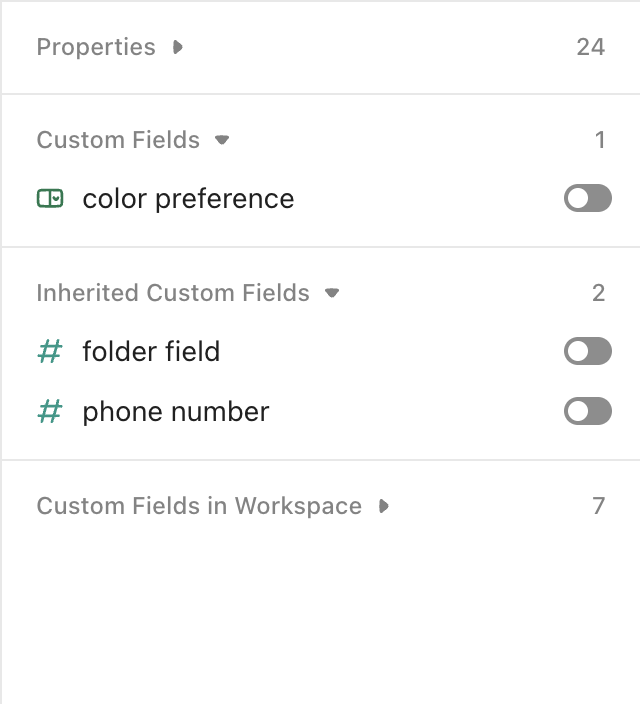 Properties 24
Custom Fields 1
color preference
Inherited Custom Fields 2
folder field
phone number
Custom Fields in Workspace 7